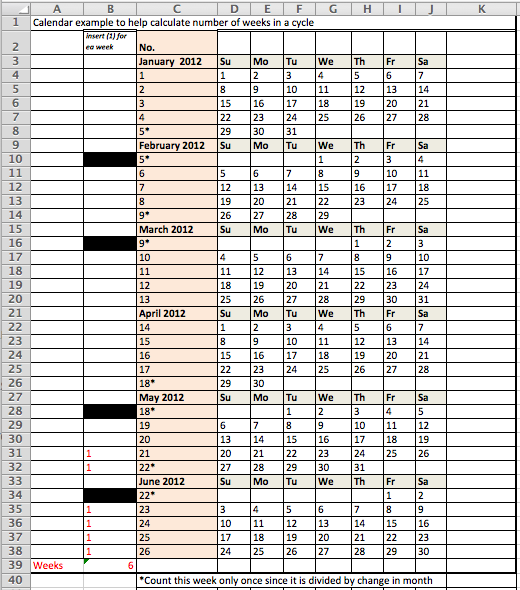 A B C D E F G H I J K
1 Calendar example to help calculate number of weeks in a cycle
insert (1) for
ea week
2 No.
3 January 2012 Su Mo Tu We Th Fr Sa
4 1 1 2 3 4 5 6 7
5 2 8 9 10 11 12 13 14
6 3 15 16 17 18 19 20 21
7 4 22 23 24 25 26 27 28
8 5* 29 30 31
9 February 2012 Su Mo Tu We Th Fr Sa
10 5* 1 2 3 4
11 6 5 6 7 8 9 10 11
12 7 12 13 14 15 16 17 18
13 8 19 20 21 22 23 24 25
14 9* 26 27 28 29
15 March 2012 Su Mo Tu We Th Fr Sa
16 9* 1 2 3
17 10 4 5 6 7 8 9 10
18 11 11 12 13 14 15 16 17
19 12 18 19 20 21 22 23 24
20 13 25 26 27 28 29 30 31
21 April 2012 Su Mo Tu We Th Fr Sa
22 14 1 2 3 4 5 6 7
23 15 8 9 10 11 12 13 14
24 16 15 16 17 18 19 20 21
25 17 22 23 24 25 26 27 28
26 18* 29 30
27 May 2012 Su Mo Tu We Th Fr Sa
28 18* 1 2 3 4 5
29 19 6 7 8 9 10 11 12
30 20 13 14 15 16 17 18 19
31 1 21 20 21 22 23 24 25 26
32 1 22* 27 28 29 30 31
33 June 2012 Su Mo Tu We Th Fr Sa
34 22* 1 2
35 1 23 3 4 5 6 7 8 9
36 1 24 10 11 12 13 14 15 16
37 1 25 17 18 19 20 21 22 23
38 1 26 24 25 26 27 28 29 30
39 Weeks 6
40 *Count this week only once since it is divided by change in month